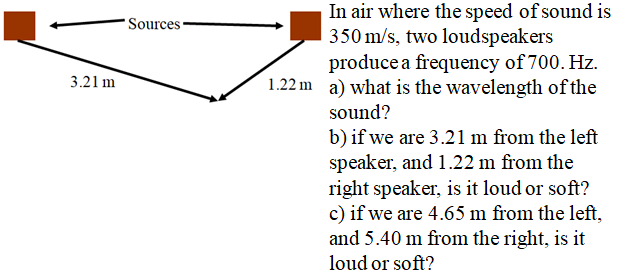 Sources
3.21 m
1.22 m
In air where the speed of sound is
350 m/s, two loudspeakers
produce a frequency of 700. Hz.
a) what is the wavelength of the
sound?
b) if we are 3.21 m from the left
speaker, and 1.22 m from the
right speaker, is it loud or soft?
c) if we are 4.65 m from the left,
and 5.40 m from the right, is it
loud or soft?